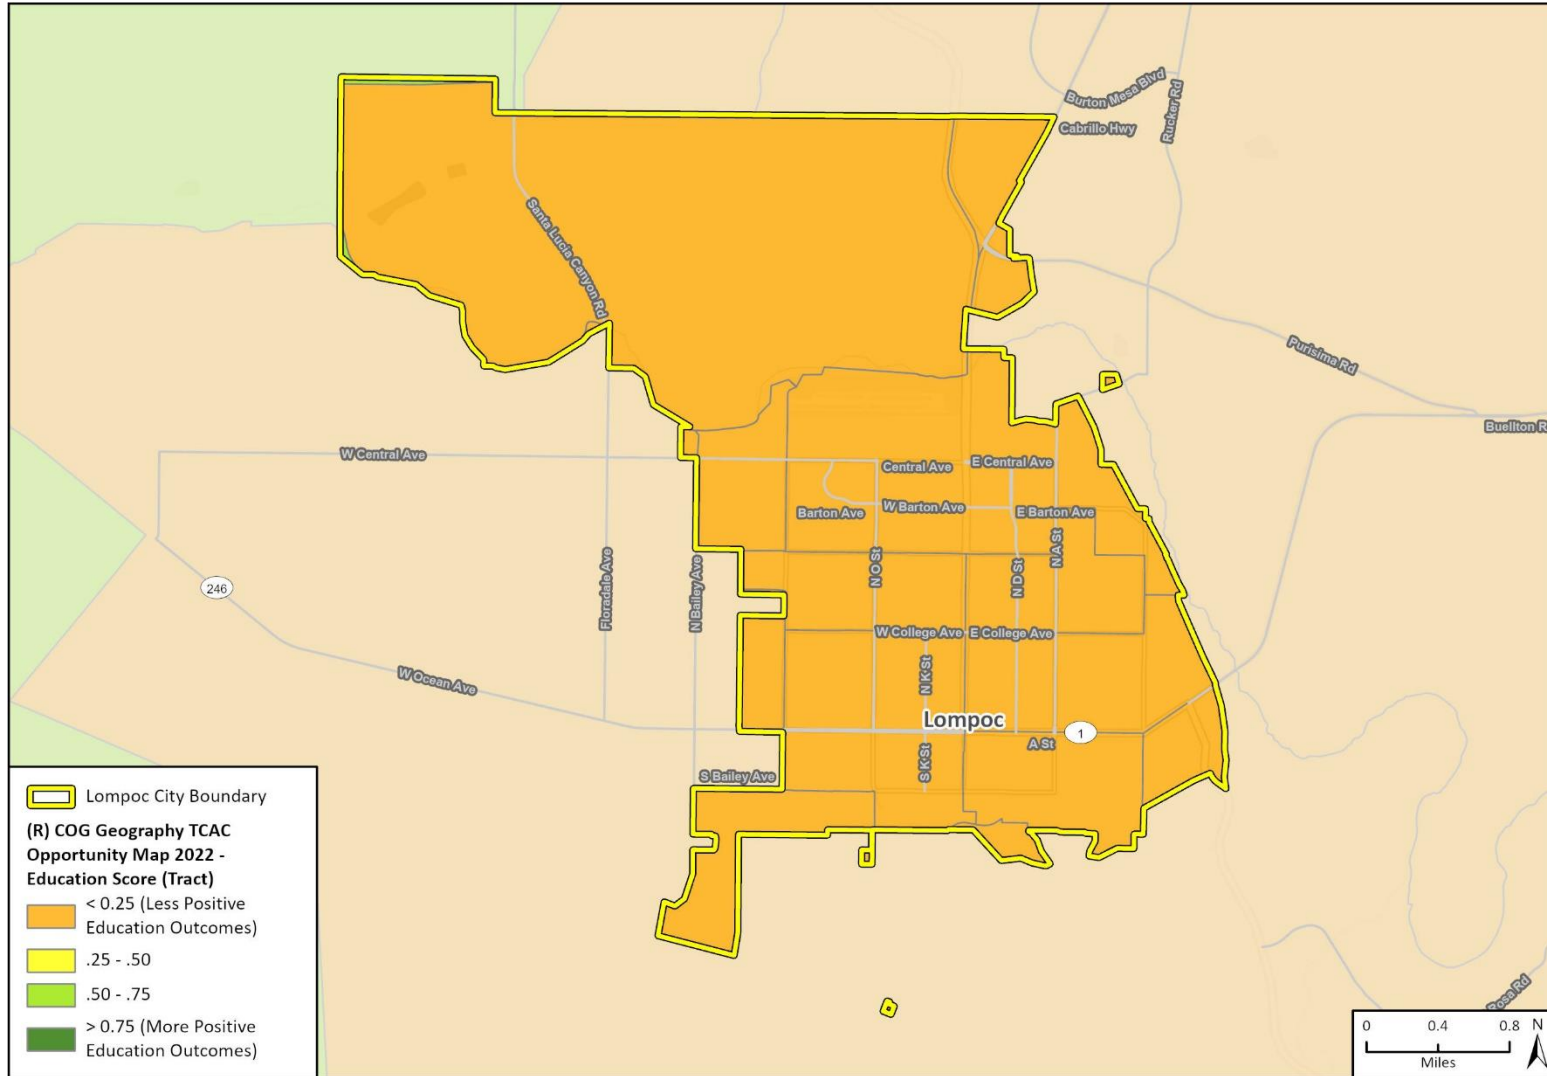 Burton Mesa Blvd
Rucker Rd
Cabrillo Hwy
Santa Lucia Canyon Rd
Purisima Rd
Buellton R
W Central Ave
Central Ave
E Central Ave
Barton Ave
W Barton Ave
E Barton Ave
N O St
N D St
N A St
246
Floradale Ave
N Bailey Ave
W College Ave
E College Ave
N K St
W Ocean Ave
Lompoc
1
A St
S K St
S Bailey Ave
Rosa Rd
Lompoc City Boundary
(R) COG Geography TCAC
Opportunity Map 2022 -
Education Score (Tract)
< 0.25 (Less Positive
Education Outcomes)
.25 - .50
.50 - .75
> 0.75 (More Positive
Education Outcomes)
0 0.4 0.8
Miles
N